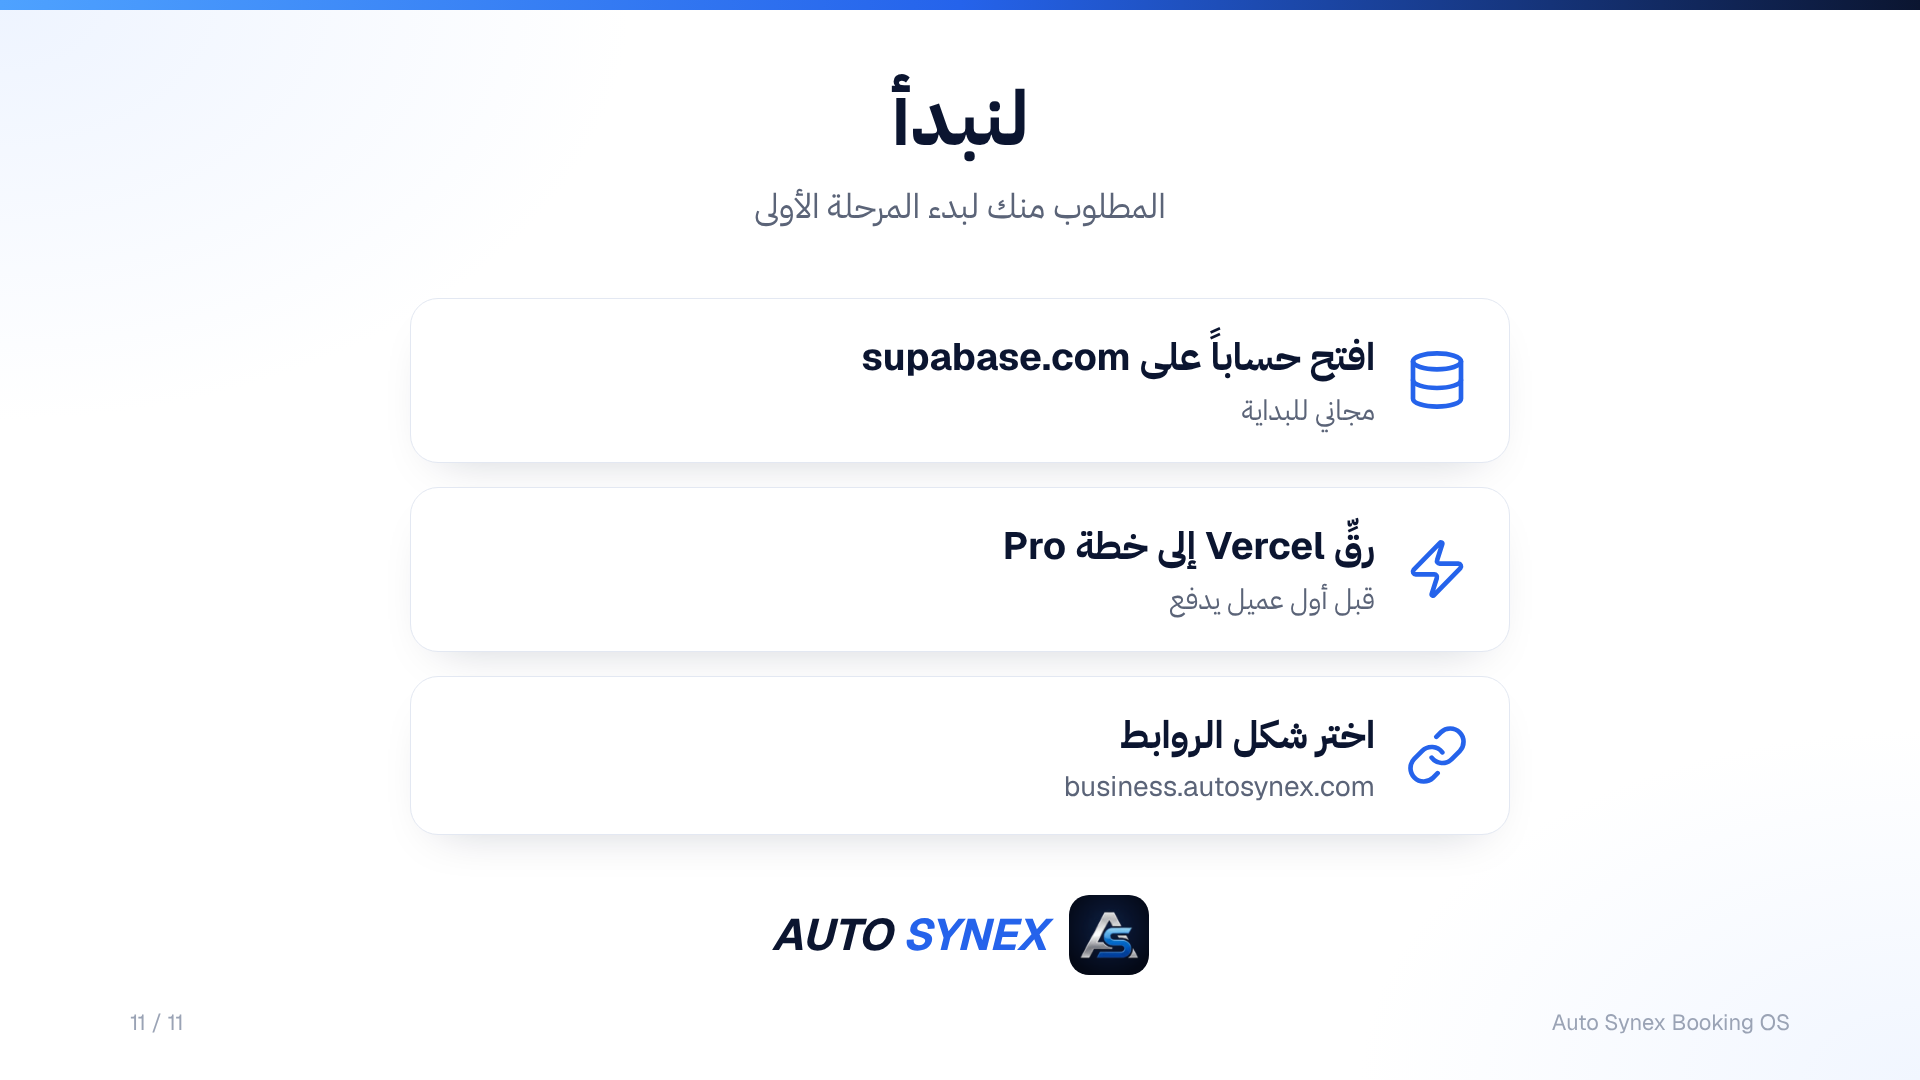 لنبدأ
المطلوب منك لبدء المرحلة الأولى
افتح حساباً على supabase.com
مجاني للبداية
رقِّ Vercel إلى خطة Pro
قبل أول عميل يدفع
اختر شكل الروابط
business.autosynex.com
AUTO SYNEX
AS
Auto Synex Booking OS
11 / 11